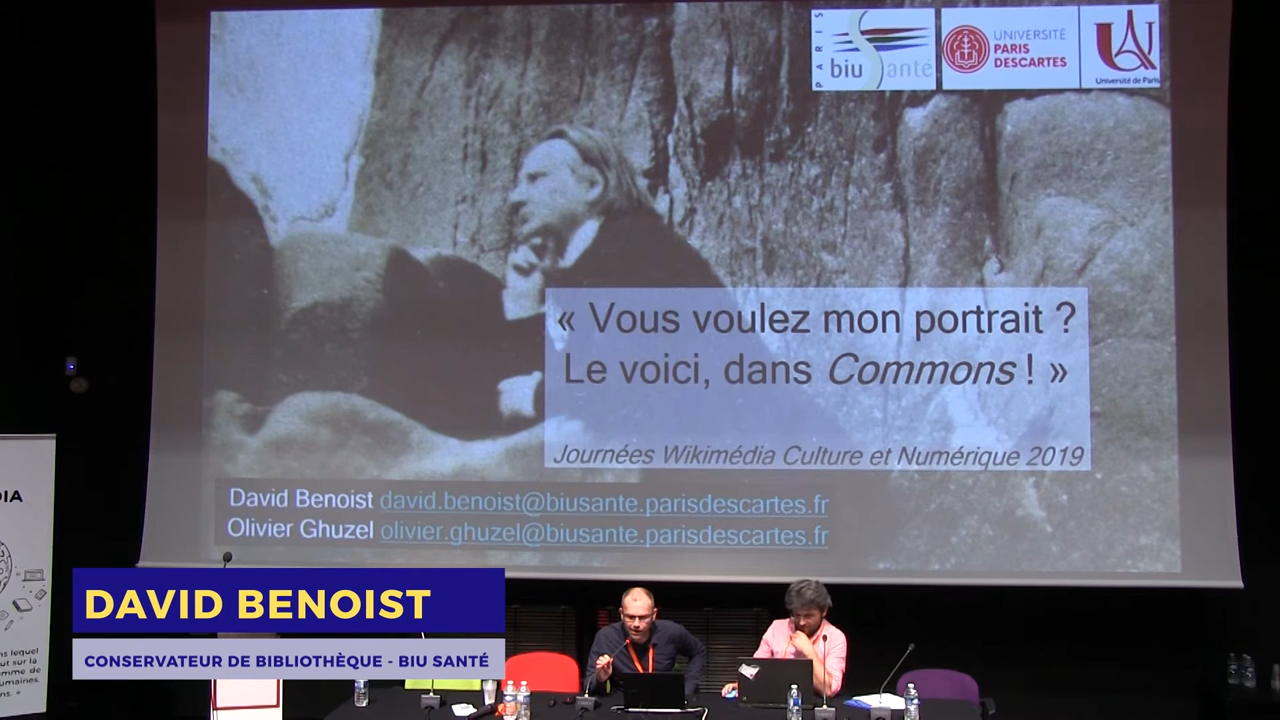 PARIS
biu Santé
UNIVERSITÉ
PARIS
DESCARTES
Université de Paris
« Vous voulez mon portrait ?
Le voici, dans Commons ! »
Journées Wikimédia Culture et Numérique 2019
David Benoist david.benoist@biusante.parisdescartes.fr
Olivier Ghuzel olivier.ghuzel@biusante.parisdescartes.fr
DAVID BENOIST
CONSERVATEUR DE BIBLIOTHÈQUE - BIU SANTÉ